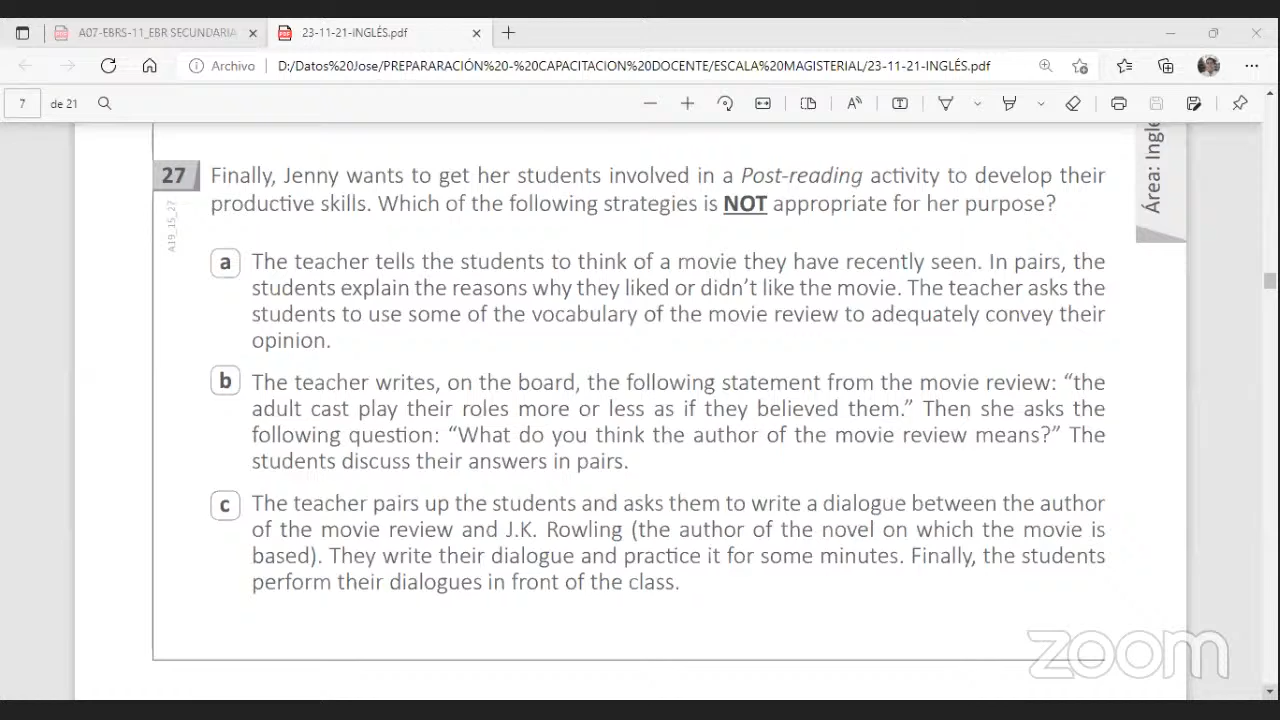 A07-EBRS-11_EBR SECUNDARIA
23-11-21-INGLÉS.pdf
Archivo
D:/Datos%20Jose/PREPARARACIÓN%20-%20CAPACITACION%20DOCENTE/ESCALA%20MAGISTERIAL/23-11-21-INGLÉS.pdf
7 de 21
Área: Ingle
27 Finally, Jenny wants to get her students involved in a Post-reading activity to develop their
productive skills. Which of the following strategies is NOT appropriate for her purpose?
A19_15_27
a The teacher tells the students to think of a movie they have recently seen. In pairs, the
students explain the reasons why they liked or didn’t like the movie. The teacher asks the
students to use some of the vocabulary of the movie review to adequately convey their
opinion.
b The teacher writes, on the board, the following statement from the movie review: “the
adult cast play their roles more or less as if they believed them.” Then she asks the
following question: “What do you think the author of the movie review means?” The
students discuss their answers in pairs.
c The teacher pairs up the students and asks them to write a dialogue between the author
of the movie review and J.K. Rowling (the author of the novel on which the movie is
based). They write their dialogue and practice it for some minutes. Finally, the students
perform their dialogues in front of the class.
zoom